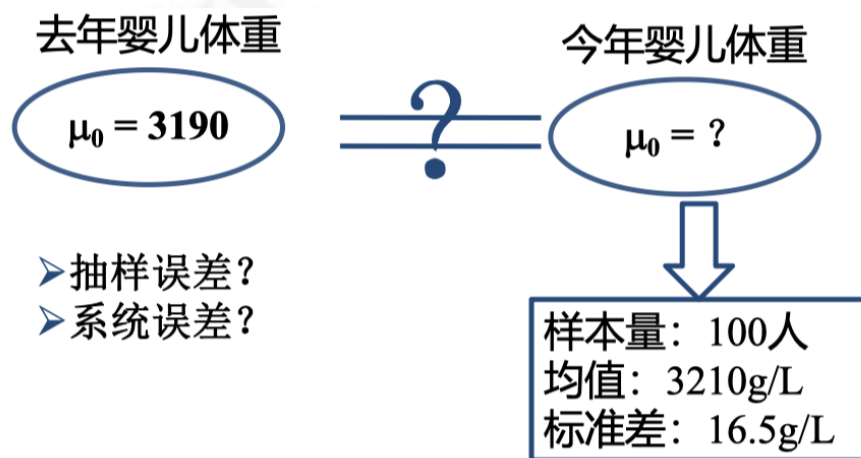 去年婴儿体重
今年婴儿体重
μ₀ = 3190
?
μ₀ = ？
➢抽样误差？
➢系统误差？
样本量：100人
均值：3210g/L
标准差：16.5g/L